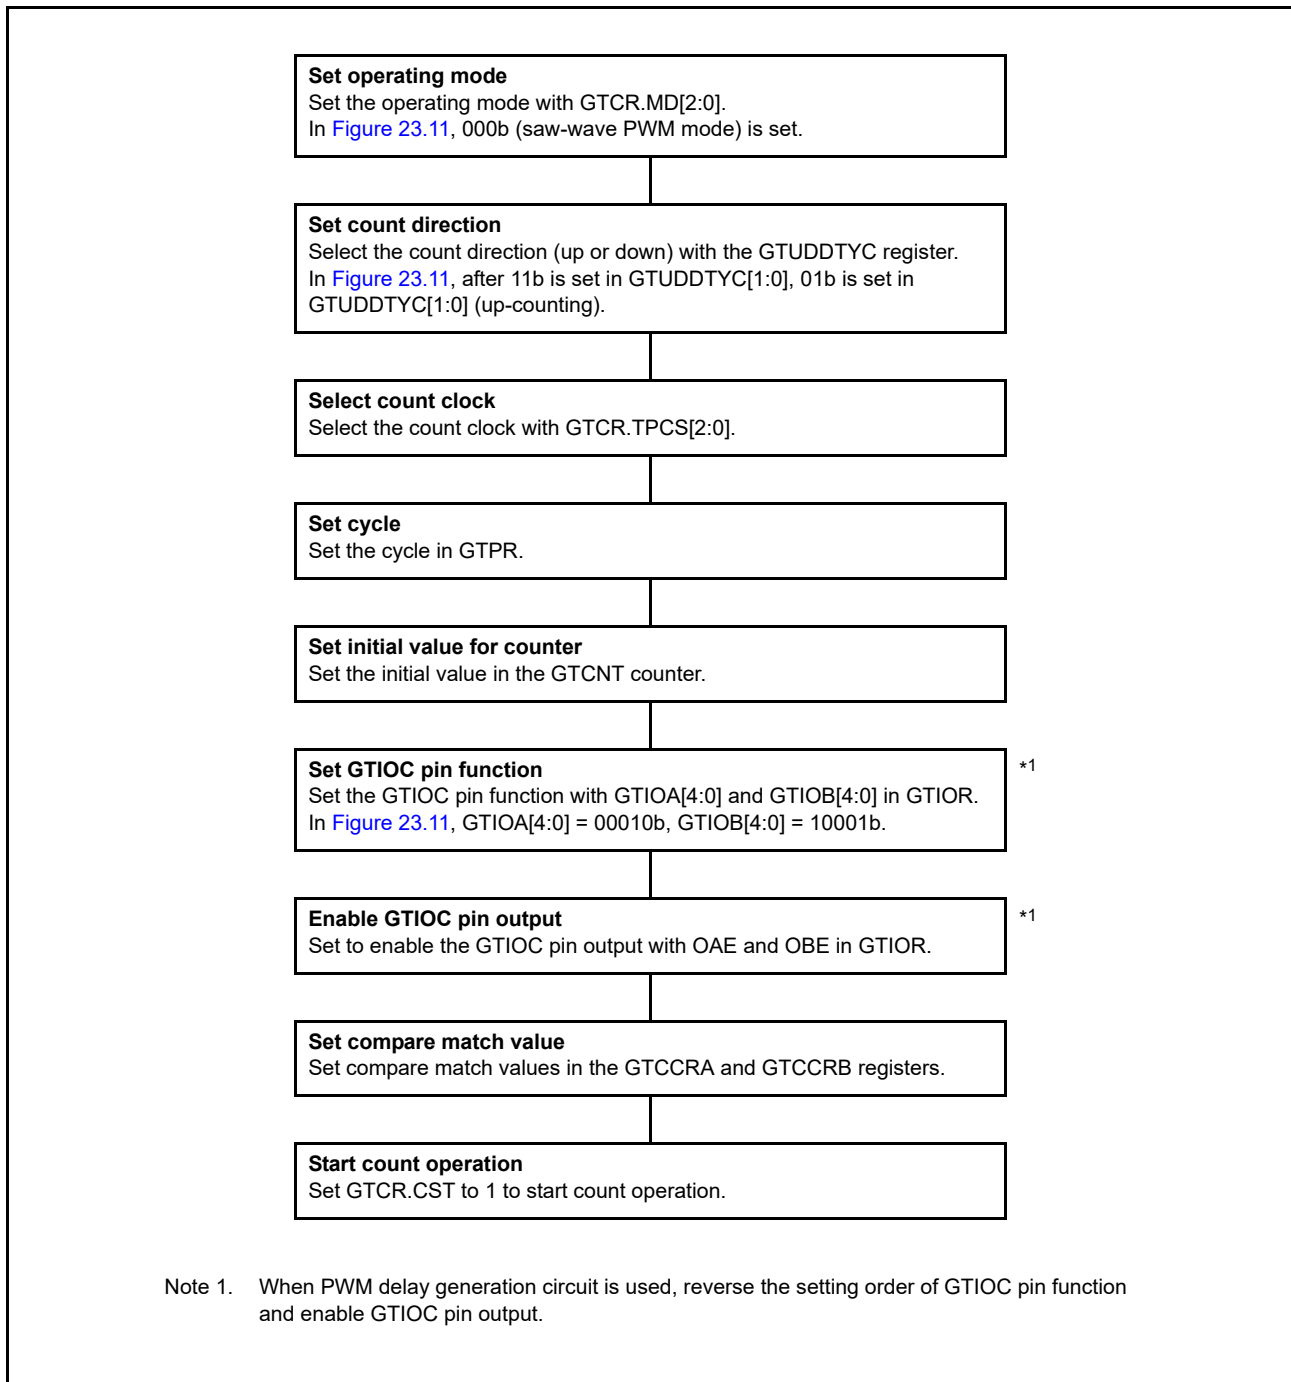 Set operating mode
Set the operating mode with GTCR.MD[2:0].
In Figure 23.11, 000b (saw-wave PWM mode) is set.
Set count direction
Select the count direction (up or down) with the GTUDDTYC register.
In Figure 23.11, after 11b is set in GTUDDTYC[1:0], 01b is set in
GTUDDTYC[1:0] (up-counting).
Select count clock
Select the count clock with GTCR.TPCS[2:0].
Set cycle
Set the cycle in GTPR.
Set initial value for counter
Set the initial value in the GTCNT counter.
Set GTIOC pin function
*1
Set the GTIOC pin function with GTIOA[4:0] and GTIOB[4:0] in GTIOR.
In Figure 23.11, GTIOA[4:0] = 00010b, GTIOB[4:0] = 10001b.
Enable GTIOC pin output
*1
Set to enable the GTIOC pin output with OAE and OBE in GTIOR.
Set compare match value
Set compare match values in the GTCCRA and GTCCRB registers.
Start count operation
Set GTCR.CST to 1 to start count operation.
Note 1. When PWM delay generation circuit is used, reverse the setting order of GTIOC pin function
and enable GTIOC pin output.